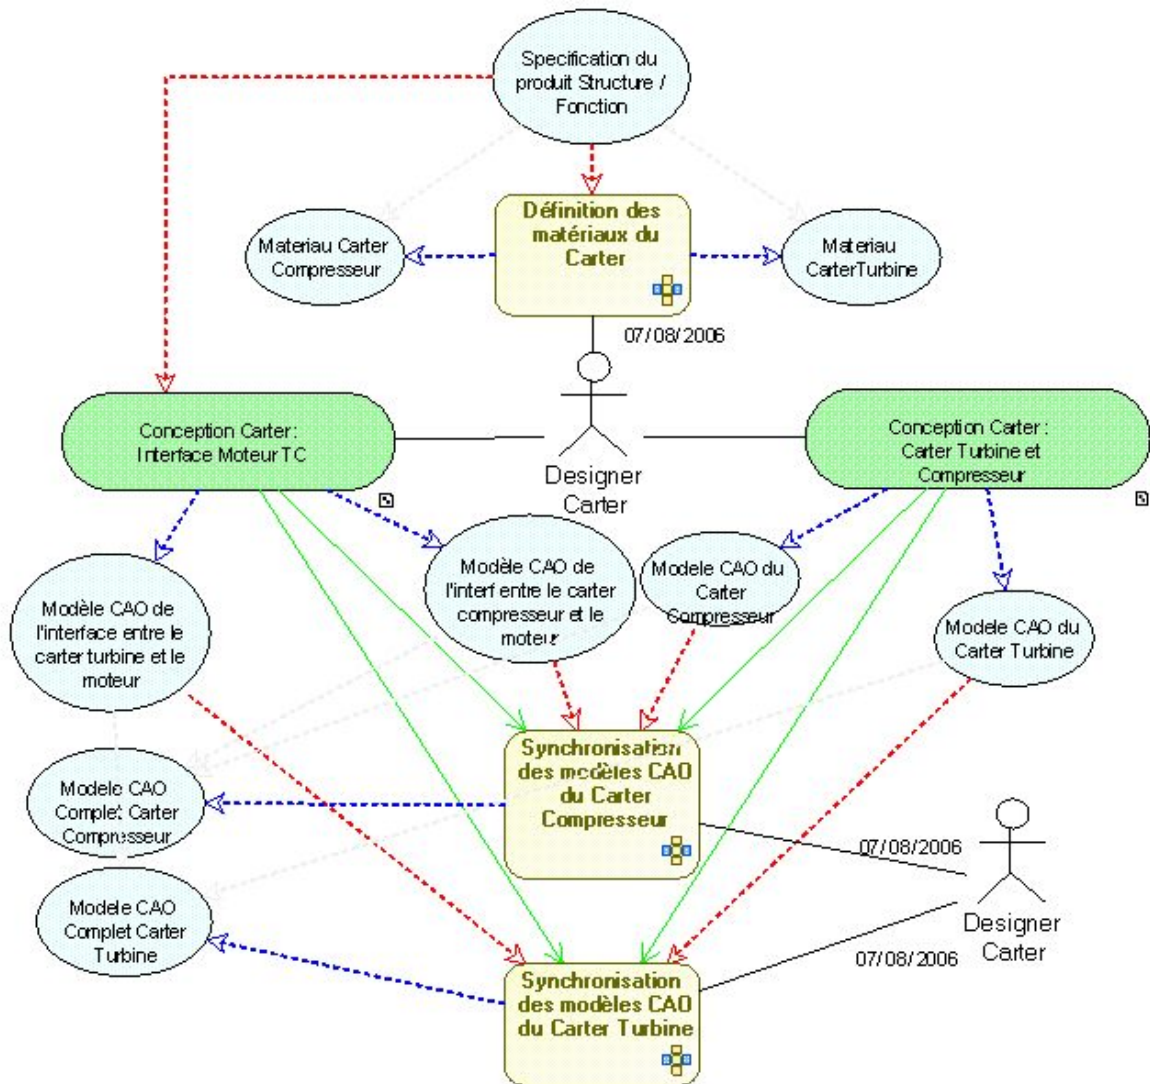 Specification du
produit Structure /
Fonction
Définition des
matériaux du
Carter
Materiau Carter
Compresseur
Materiau
CarterTurbine
07/08/2006
Conception Carter :
Interface Moteur TC
Designer
Carter
Conception Carter :
Carter Turbine et
Compresseur
Modèle CAO de
l'interface entre le
carter turbine et le
moteur
Modèle CAO de
l'interf entre le carter
compresseur et le
moteur
Modele CAO du
Carter
Compresseur
Modele CAO du
Carter Turbine
Synchronisation
des modèles CAO
du Carter
Compresseur
Modele CAO
Complet Carter
Compresseur
07/08/2006
Designer
Carter
Modele CAO
Complet Carter
Turbine
07/08/2006
Synchronisation
des modèles CAO
du Carter Turbine